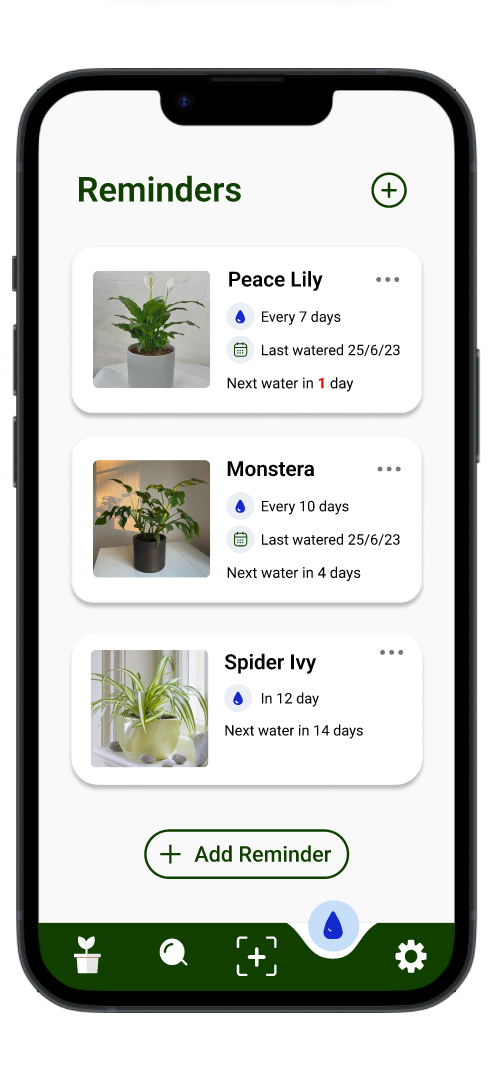 Reminders
Peace Lily
Every 7 days
Last watered 25/6/23
Next water in 1 day
Monstera
Every 10 days
Last watered 25/6/23
Next water in 4 days
Spider Ivy
In 12 day
Next water in 14 days
Add Reminder